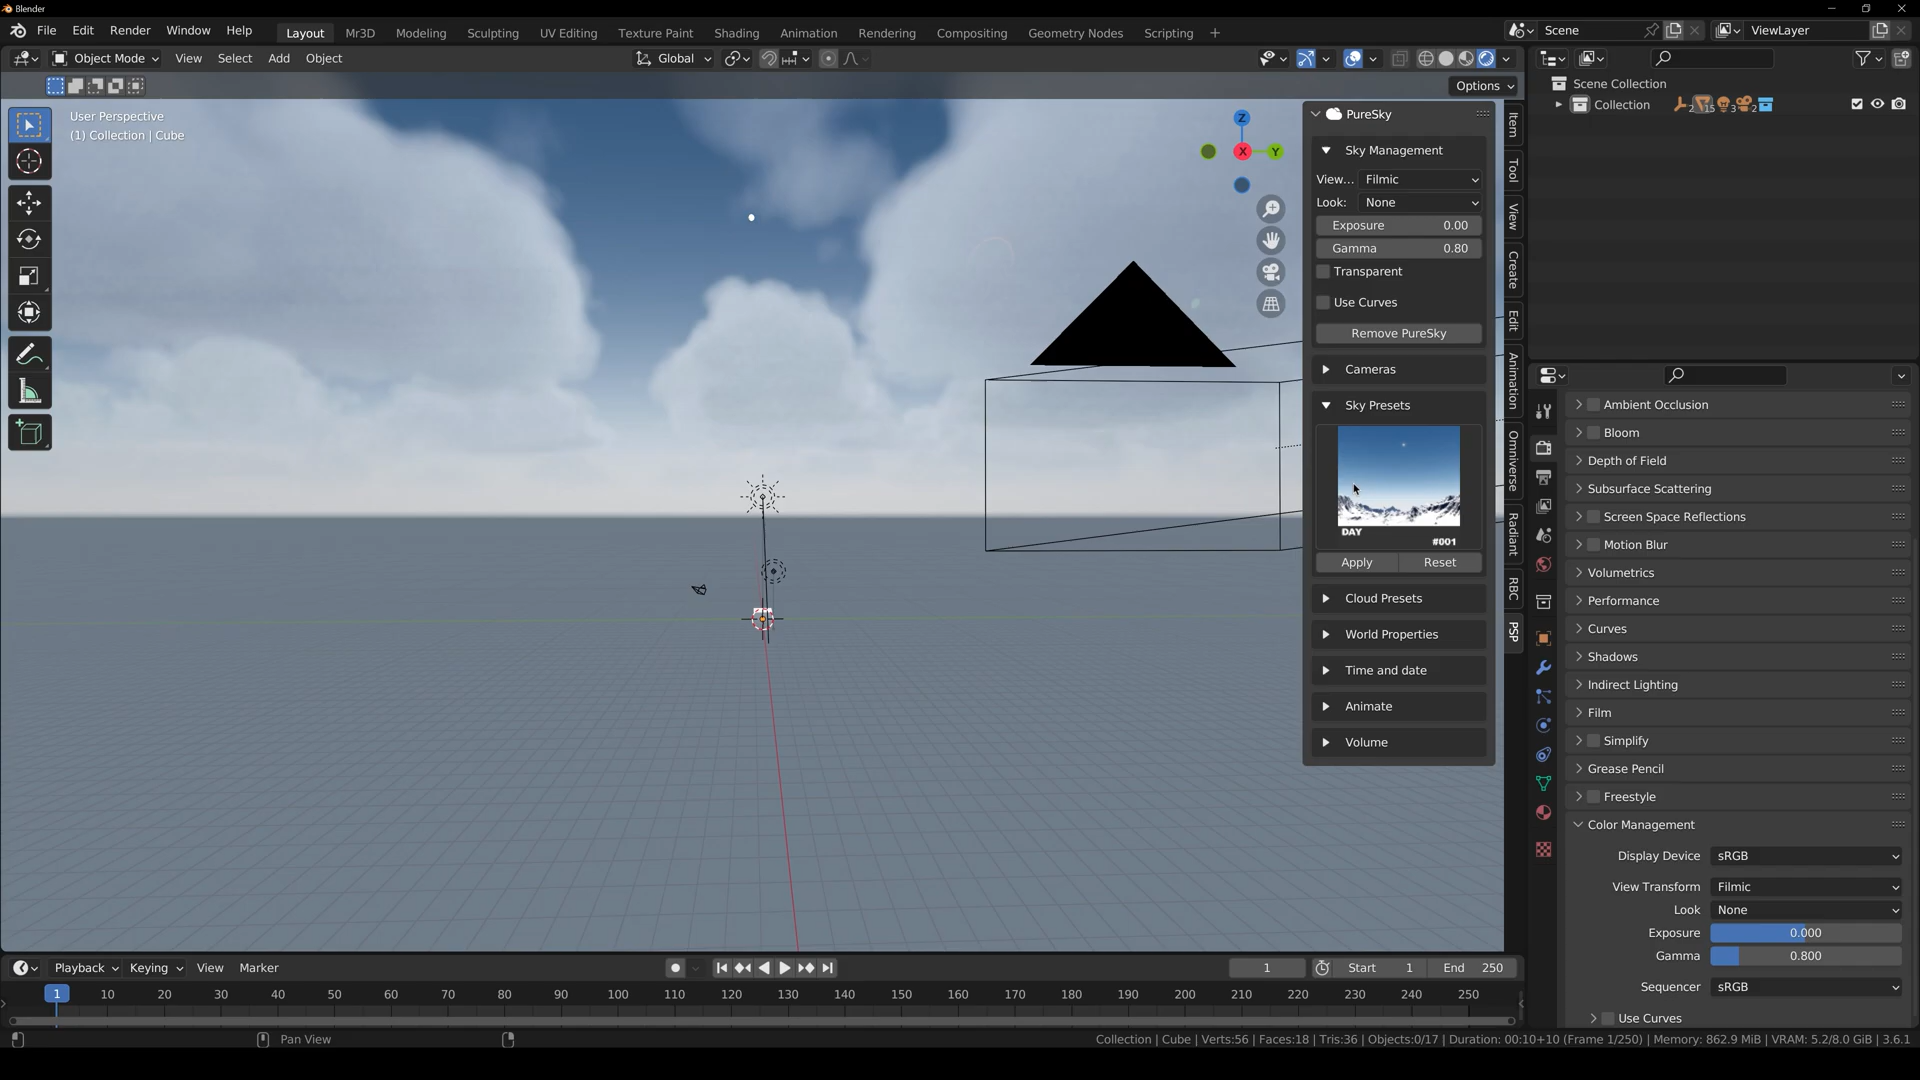 Blender
File Edit Render Window Help
Layout Mr3D Modeling Sculpting UV Editing Texture Paint Shading Animation Rendering Compositing Geometry Nodes Scripting +
Scene
ViewLayer
Object Mode View Select Add Object
Global
Options
User Perspective
(1) Collection | Cube
Z
X
Y
PureSky
Sky Management
View... Filmic
Look: None
Exposure 0.00
Gamma 0.80
Transparent
Use Curves
Remove PureSky
Cameras
Sky Presets
DAY
#001
Apply Reset
Cloud Presets
World Properties
Time and date
Animate
Volume
Item
Tool
View
Create
Edit
Animation
Omniverse
Radiant
RBC
PSP
Scene Collection
Collection 2 15 3 2
Ambient Occlusion
Bloom
Depth of Field
Subsurface Scattering
Screen Space Reflections
Motion Blur
Volumetrics
Performance
Curves
Shadows
Indirect Lighting
Film
Simplify
Grease Pencil
Freestyle
Color Management
Display Device sRGB
View Transform Filmic
Look None
Exposure 0.000
Gamma 0.800
Sequencer sRGB
Use Curves
Playback Keying View Marker
1 Start 1 End 250
1 10 20 30 40 50 60 70 80 90 100 110 120 130 140 150 160 170 180 190 200 210 220 230 240 250
Pan View
Collection | Cube | Verts:56 | Faces:18 | Tris:36 | Objects:0/17 | Duration: 00:10+10 (Frame 1/250) | Memory: 862.9 MiB | VRAM: 5.2/8.0 GiB | 3.6.1